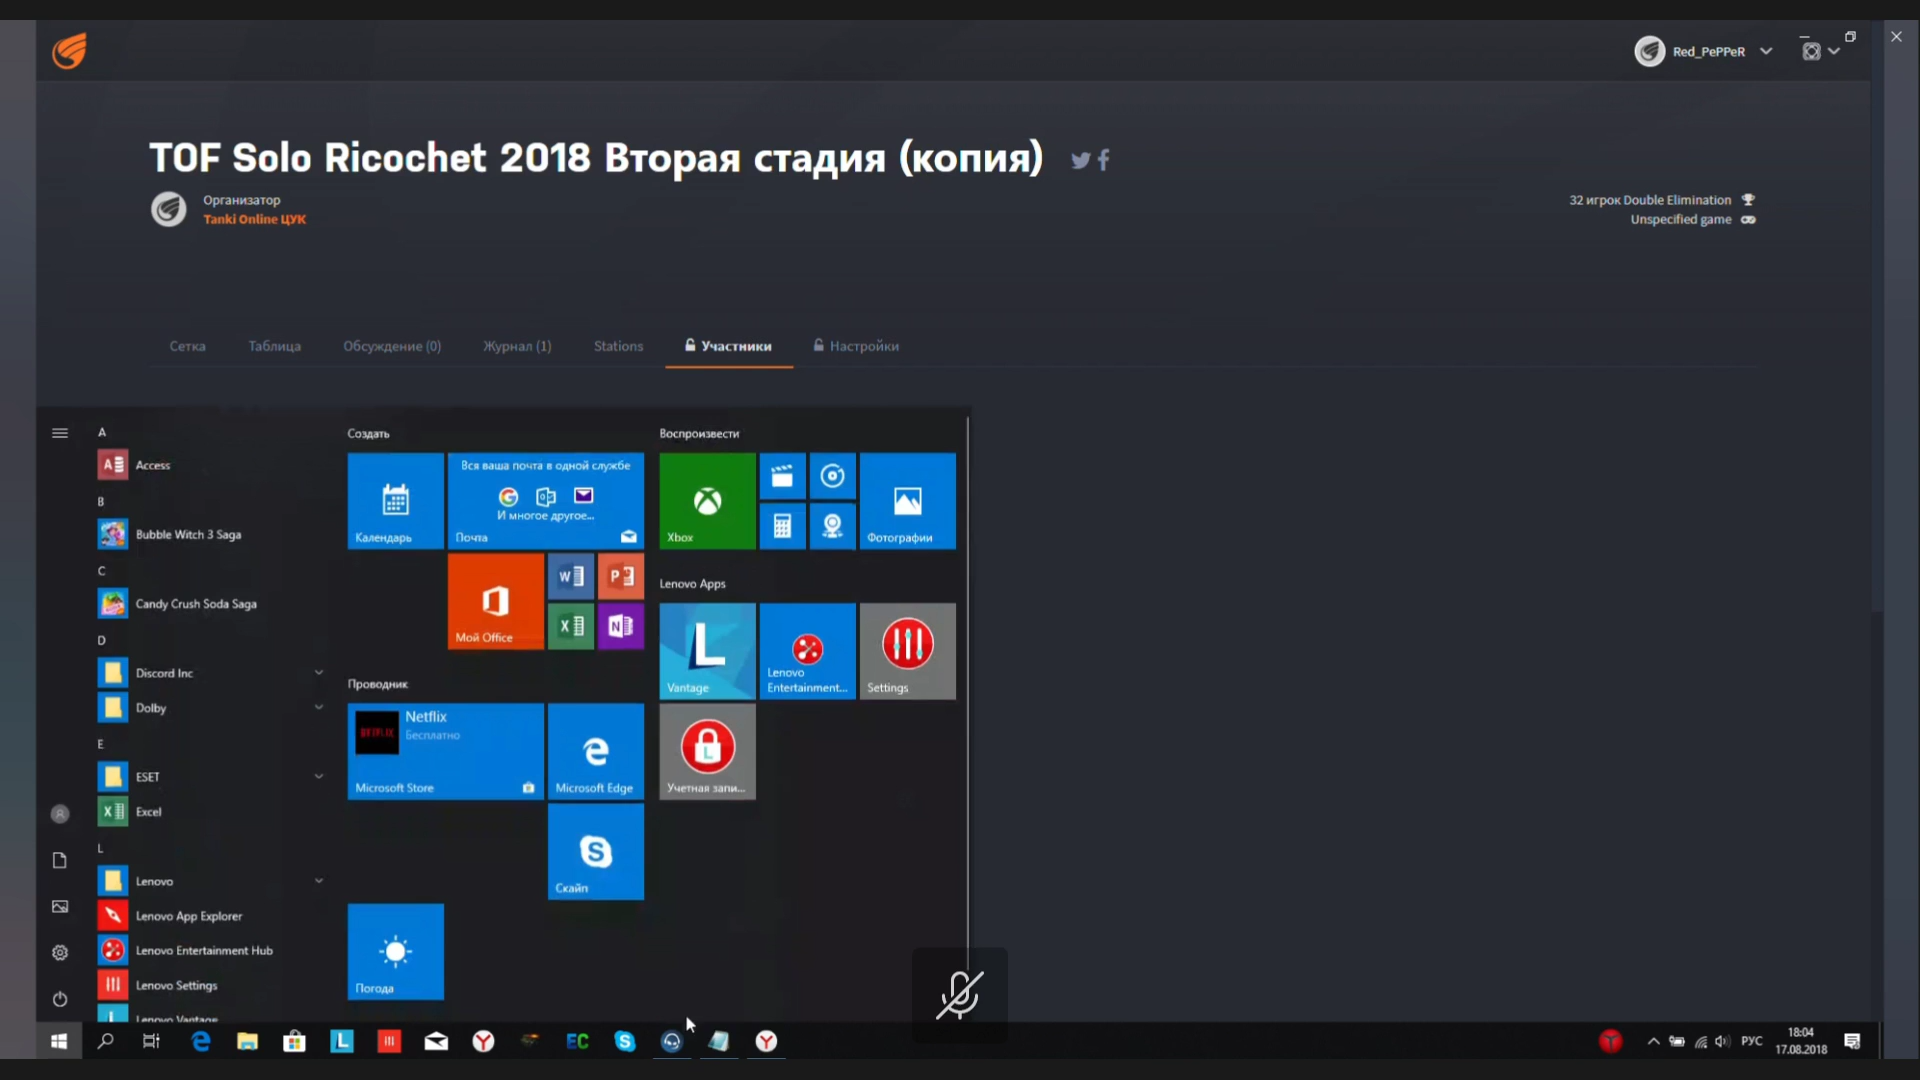 Red_PePPeR
TOF Solo Ricochet 2018 Вторая стадия (копия)
Организатор
Tanki Online ЦУК
32 игрок Double Elimination
Unspecified game
Сетка
Таблица
Обсуждение (0)
Журнал (1)
Stations
Участники
Настройки
A
Access
B
Bubble Witch 3 Saga
C
Candy Crush Soda Saga
D
Discord Inc
Dolby
E
ESET
Excel
L
Lenovo
Lenovo App Explorer
Lenovo Entertainment Hub
Lenovo Settings
Lenovo Vantage
Создать
Календарь
Вся ваша почта в одной службе
И многое другое...
Почта
Мой Office
Проводник
NETFLIX
Netflix
Бесплатно
Microsoft Store
Microsoft Edge
Скайп
Погода
Воспроизвести
Xbox
Фотографии
Lenovo Apps
Vantage
Lenovo
Entertainment...
Settings
Учетная запи...
EC
РУС
18:04
17.08.2018